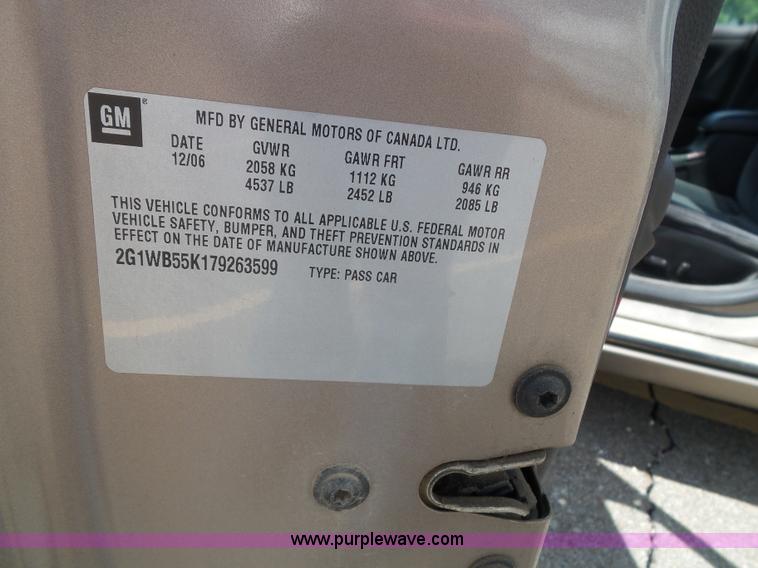 GM ®
MFD BY GENERAL MOTORS OF CANADA LTD.
DATE GVWR GAWR FRT GAWR RR
12/06 2058 KG 1112 KG 946 KG
4537 LB 2452 LB 2085 LB
THIS VEHICLE CONFORMS TO ALL APPLICABLE U.S. FEDERAL MOTOR
VEHICLE SAFETY, BUMPER, AND THEFT PREVENTION STANDARDS IN
EFFECT ON THE DATE OF MANUFACTURE SHOWN ABOVE.
2G1WB55K179263599 TYPE: PASS CAR
www.purplewave.com